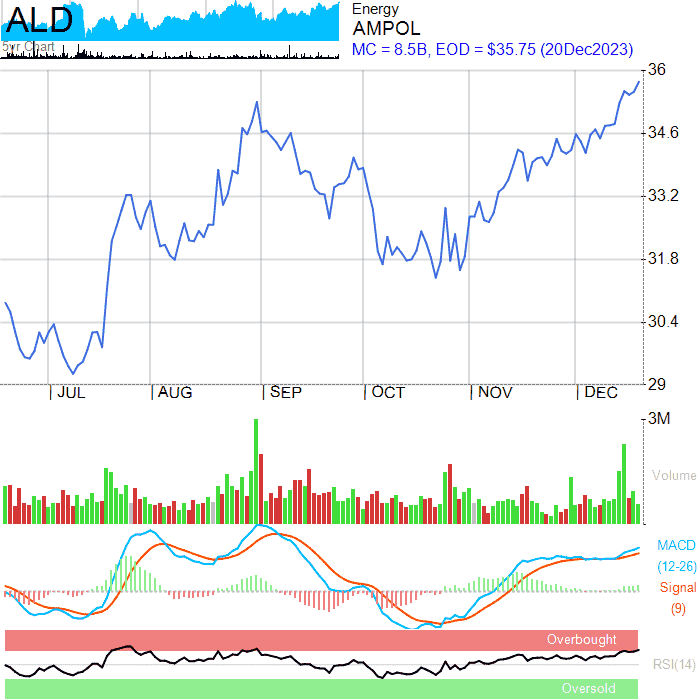 ALD
5yr Chart
Energy
AMPOL
MC = 8.5B, EOD = $35.75 (20Dec2023)
36
34.6
33.2
31.8
30.4
29
JUL AUG SEP OCT NOV DEC
3M
Volume
MACD
(12-26)
Signal
(9)
Overbought
RSI(14)
Oversold